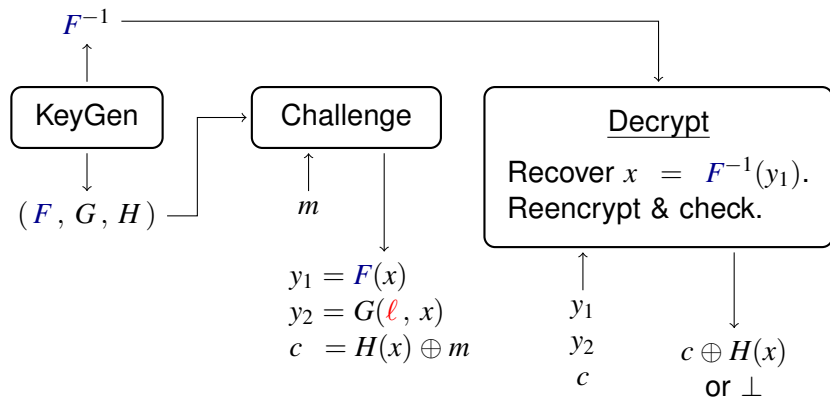 F⁻¹
KeyGen
Challenge
Decrypt
Recover x = F⁻¹(y₁).
Reencrypt & check.
(F, G, H)
m
y₁ = F(x)
y₂ = G(ℓ, x)
c = H(x) ⊕ m
y₁
y₂
c
c ⊕ H(x)
or ⊥